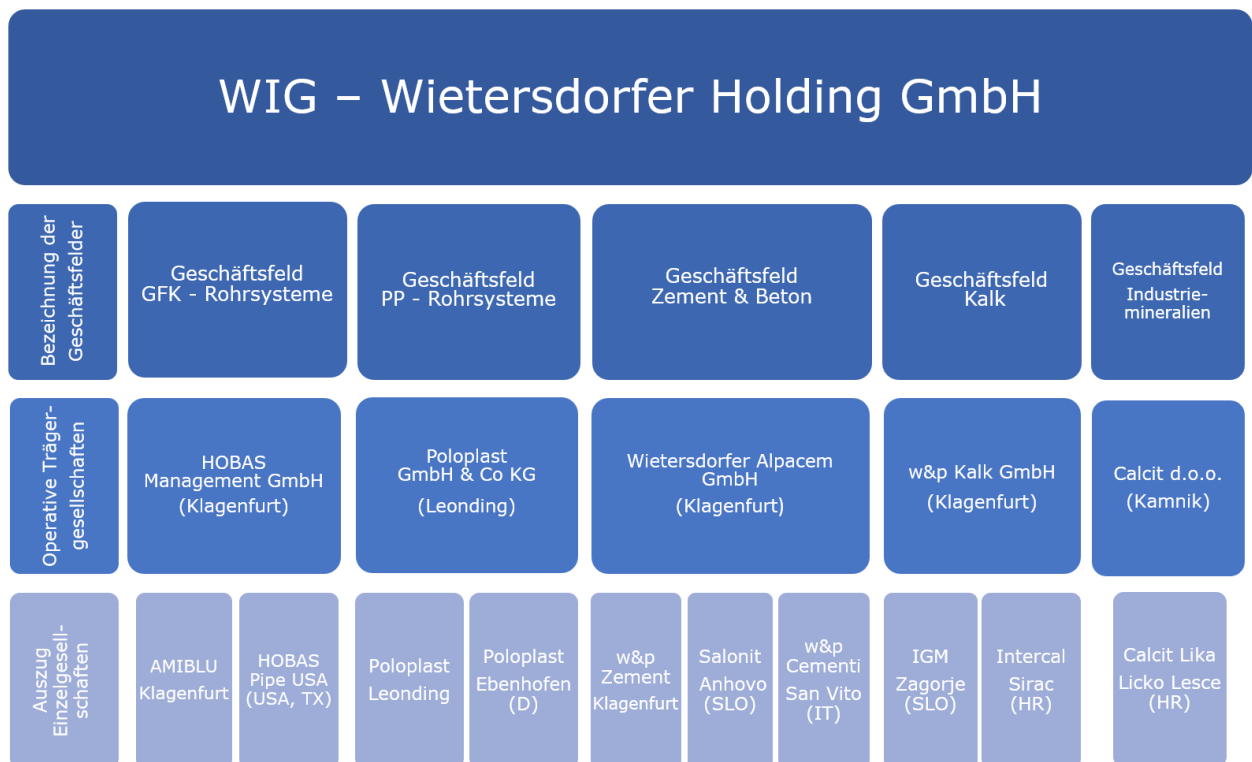 WIG – Wietersdorfer Holding GmbH
Bezeichnung der
Geschäftsfelder
Geschäftsfeld
GFK - Rohrsysteme
Geschäftsfeld
PP - Rohrsysteme
Geschäftsfeld
Zement & Beton
Geschäftsfeld
Kalk
Geschäftsfeld
Industrie-
mineralien
Operative Träger-
gesellschaften
HOBAS
Management GmbH
(Klagenfurt)
Poloplast
GmbH & Co KG
(Leonding)
Wietersdorfer Alpacem
GmbH
(Klagenfurt)
w&p Kalk GmbH
(Klagenfurt)
Calcit d.o.o.
(Kamnik)
Auszug
Einzelgesell-
schaften
AMIBLU
Klagenfurt
HOBAS
Pipe USA
(USA, TX)
Poloplast
Leonding
Poloplast
Ebenhofen
(D)
w&p
Zement
Klagenfurt
Salonit
Anhovo
(SLO)
w&p
Cementi
San Vito
(IT)
IGM
Zagorje
(SLO)
Intercal
Sirac
(HR)
Calcit Lika
Licko Lesce
(HR)